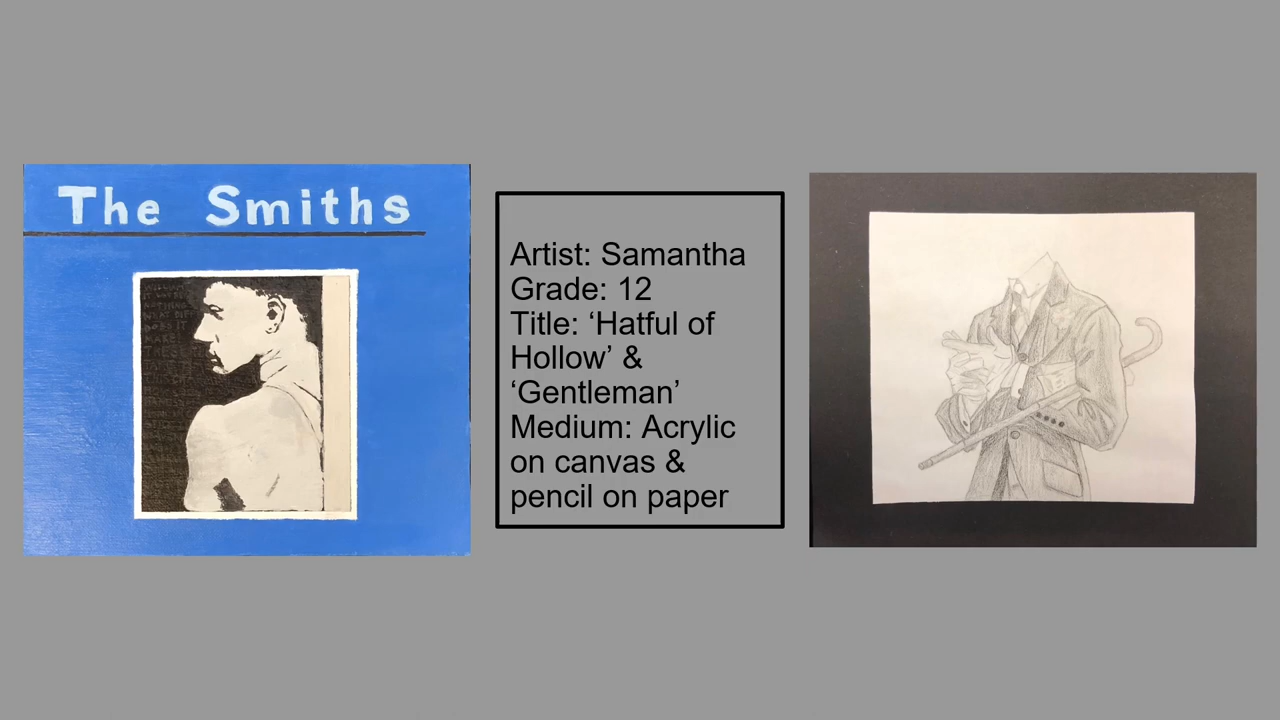 The Smiths
Artist: Samantha
Grade: 12
Title: ‘Hatful of
Hollow’ &
‘Gentleman’
Medium: Acrylic
on canvas &
pencil on paper